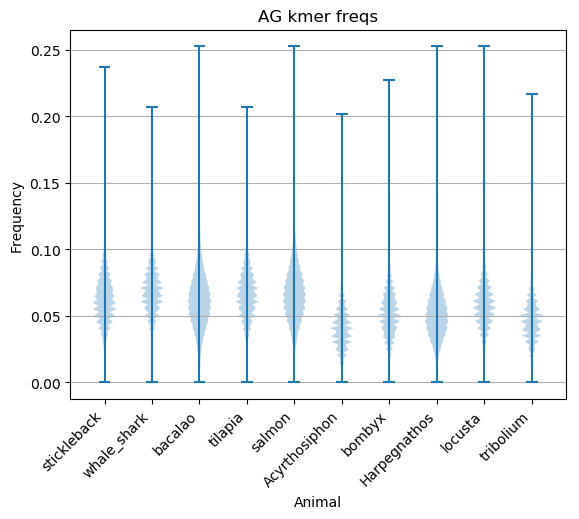 AG kmer freqs
Frequency
0.25
0.20
0.15
0.10
0.05
0.00
stickleback
whale_shark
bacalao
tilapia
salmon
Acyrthosiphon
bombyx
Harpegnathos
locusta
tribolium
Animal